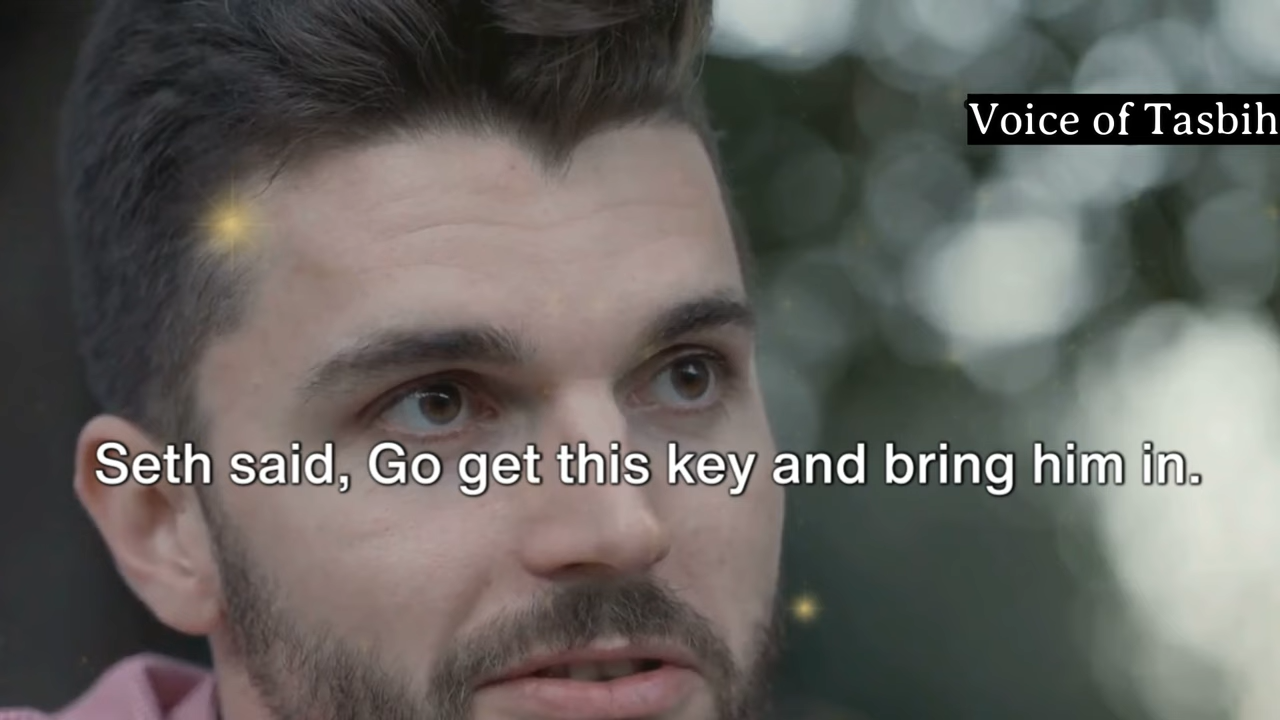 Voice of Tasbih
Seth said, Go get this key and bring him in.